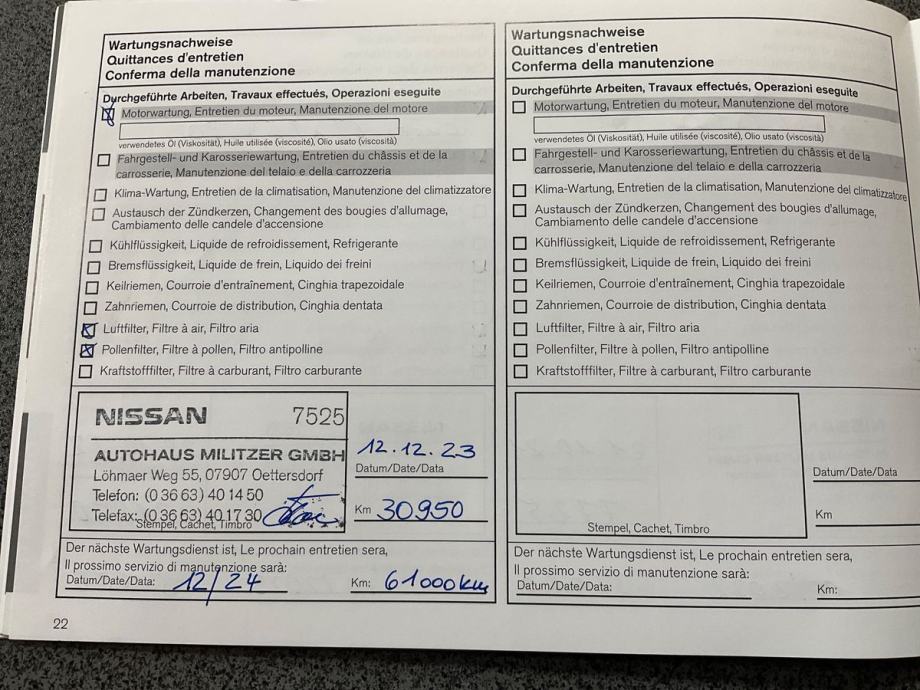 Wartungsnachweise
Quittances d'entretien
Conferma della manutenzione
Durchgeführte Arbeiten, Travaux effectués, Operazioni eseguite
Motorwartung, Entretien du moteur, Manutenzione del motore
verwendetes Öl (Viskosität), Huile utilisée (viscosité), Olio usato (viscosità)
Fahrgestell- und Karosseriewartung, Entretien du châssis et de la
carrosserie, Manutenzione del telaio e della carrozzeria
Klima-Wartung, Entretien de la climatisation, Manutenzione del climatizzatore
Austausch der Zündkerzen, Changement des bougies d'allumage,
Cambiamento delle candele d'accensione
Kühlflüssigkeit, Liquide de refroidissement, Refrigerante
Bremsflüssigkeit, Liquide de frein, Liquido dei freini
Keilriemen, Courroie d'entraînement, Cinghia trapezoidale
Zahnriemen, Courroie de distribution, Cinghia dentata
Luftfilter, Filtre à air, Filtro aria
Pollenfilter, Filtre à pollen, Filtro antipolline
Kraftstofffilter, Filtre à carburant, Filtro carburante
NISSAN 7525
AUTOHAUS MILITZER GMBH
Löhmaer Weg 55, 07907 Oettersdorf
Telefon: (0 36 63) 40 14 50
Telefax: (0 36 63) 40 17 30
Stempel, Cachet, Timbro
12.12.23
Datum/Date/Data
Km 30950
Der nächste Wartungsdienst ist, Le prochain entretien sera,
Il prossimo servizio di manutenzione sarà:
Datum/Date/Data: 12/24 Km: 61000km
22
Wartungsnachweise
Quittances d'entretien
Conferma della manutenzione
Durchgeführte Arbeiten, Travaux effectués, Operazioni eseguite
Motorwartung, Entretien du moteur, Manutenzione del motore
verwendetes Öl (Viskosität), Huile utilisée (viscosité), Olio usato (viscosità)
Fahrgestell- und Karosseriewartung, Entretien du châssis et de la
carrosserie, Manutenzione del telaio e della carrozzeria
Klima-Wartung, Entretien de la climatisation, Manutenzione del climatizzatore
Austausch der Zündkerzen, Changement des bougies d'allumage,
Cambiamento delle candele d'accensione
Kühlflüssigkeit, Liquide de refroidissement, Refrigerante
Bremsflüssigkeit, Liquide de frein, Liquido dei freini
Keilriemen, Courroie d'entraînement, Cinghia trapezoidale
Zahnriemen, Courroie de distribution, Cinghia dentata
Luftfilter, Filtre à air, Filtro aria
Pollenfilter, Filtre à pollen, Filtro antipolline
Kraftstofffilter, Filtre à carburant, Filtro carburante
Stempel, Cachet, Timbro
Datum/Date/Data
Km
Der nächste Wartungsdienst ist, Le prochain entretien sera,
Il prossimo servizio di manutenzione sarà:
Datum/Date/Data: Km: